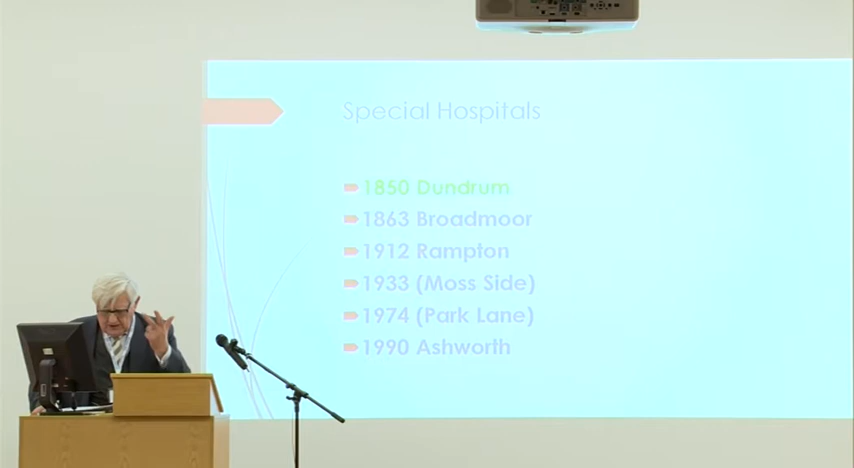 Special Hospitals
1850 Dundrum
1863 Broadmoor
1912 Rampton
1933 (Moss Side)
1974 (Park Lane)
1990 Ashworth